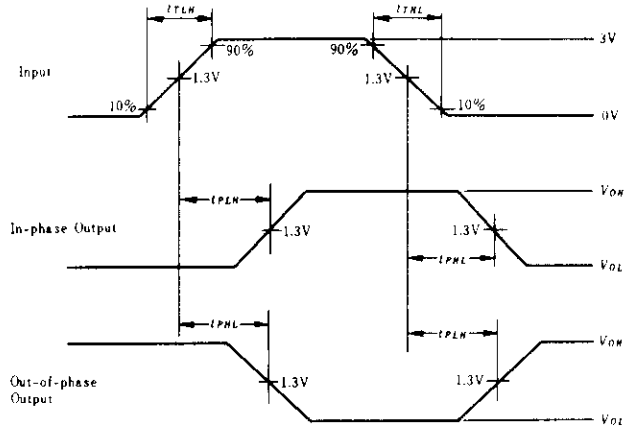 tTLH
tTHL
3V
90%
90%
Input
1.3V
1.3V
10%
10%
0V
VOH
tPLH
In-phase Output
1.3V
1.3V
tPHL
VOL
tPHL
tPLH
VOH
1.3V
1.3V
Out-of-phase
Output
VOL